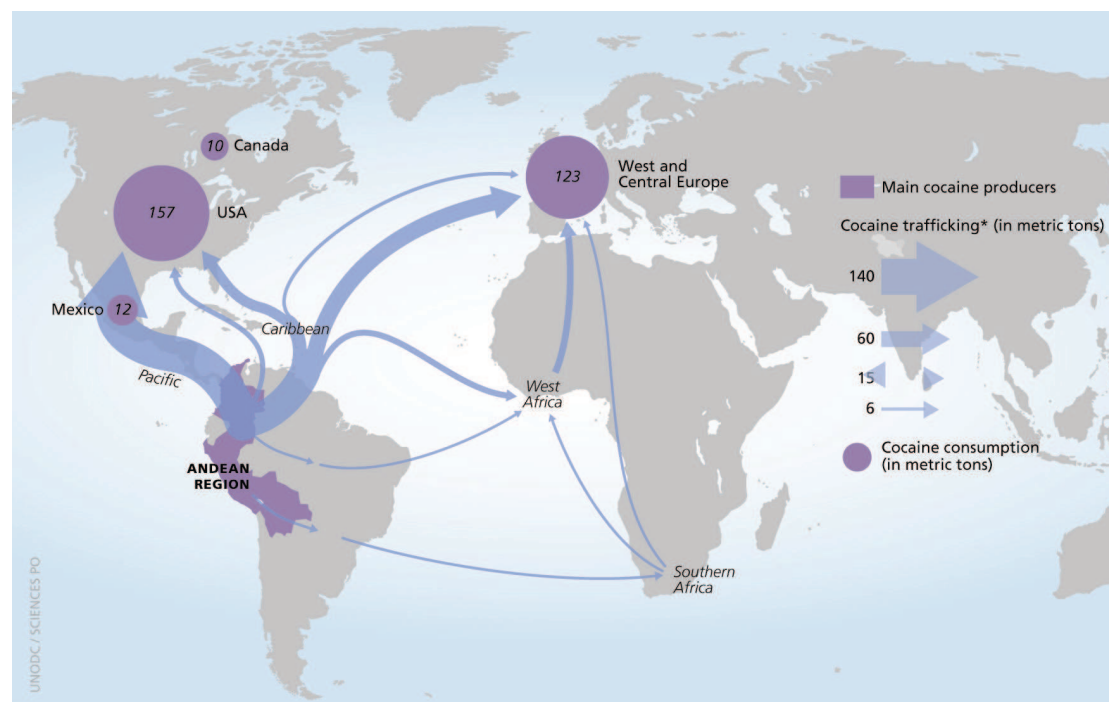 10 Canada
157 USA
Mexico 12
Pacific
Caribbean
ANDEAN
REGION
123
West and
Central Europe
West
Africa
Southern
Africa
Main cocaine producers
Cocaine trafficking* (in metric tons)
140
60
15
6
Cocaine consumption
(in metric tons)
UNODC / SCIENCES PO